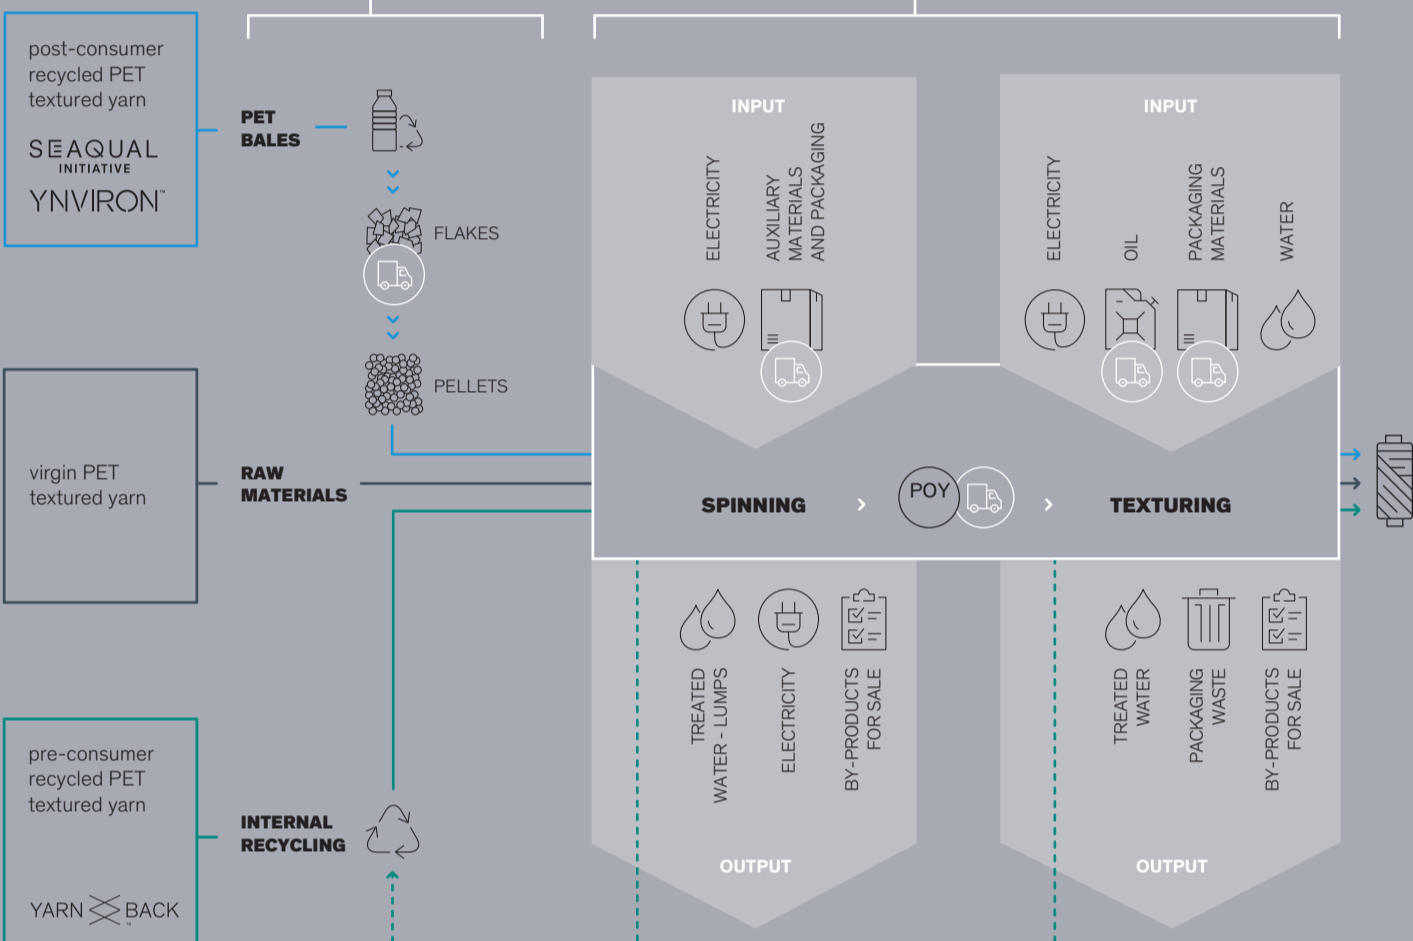 post-consumer
recycled PET
textured yarn
SEAQUAL
INITIATIVE
YNVIRON™
PET
BALES
FLAKES
PELLETS
virgin PET
textured yarn
RAW
MATERIALS
pre-consumer
recycled PET
textured yarn
YARN BACK™
INTERNAL
RECYCLING
INPUT
ELECTRICITY
AUXILIARY
MATERIALS
AND PACKAGING
INPUT
ELECTRICITY
OIL
PACKAGING
MATERIALS
WATER
SPINNING
POY
TEXTURING
TREATED
WATER - LUMPS
ELECTRICITY
BY-PRODUCTS
FOR SALE
OUTPUT
TREATED
WATER
PACKAGING
WASTE
BY-PRODUCTS
FOR SALE
OUTPUT